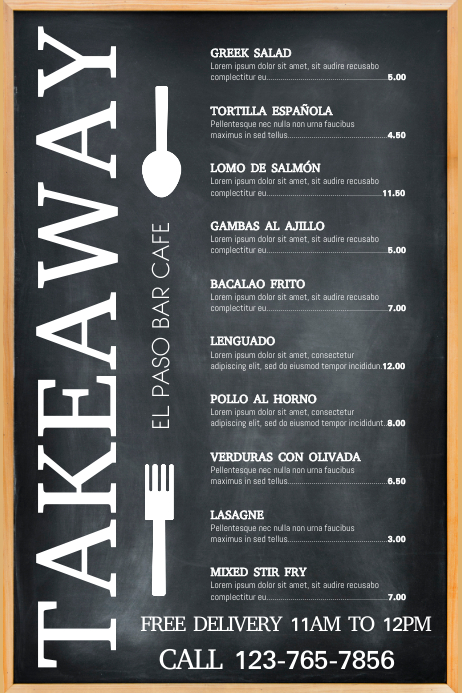 TAKEAWAY
EL PASO BAR CAFE
GREEK SALAD
Lorem ipsum dolor sit amet, sit audire recusabo
complectitur eu........................................................5.00
TORTILLA ESPAÑOLA
Pellentesque nec nulla non urna faucibus
maximus in sed tellus..............................................4.50
LOMO DE SALMÓN
Lorem ipsum dolor sit amet, sit audire recusabo
complectitur eu.....................................................11.50
GAMBAS AL AJILLO
Lorem ipsum dolor sit amet, sit audire recusabo
complectitur eu........................................................5.00
BACALAO FRITO
Lorem ipsum dolor sit amet, sit audire recusabo
complectitur eu........................................................7.00
LENGUADO
Lorem ipsum dolor sit amet, consectetur
adipiscing elit, sed do eiusmod tempor incididun.12.00
POLLO AL HORNO
Lorem ipsum dolor sit amet, consectetur
adipiscing elit, sed do eiusmod tempor incididunt..8.00
VERDURAS CON OLIVADA
Pellentesque nec nulla non urna faucibus
maximus in sed tellus..............................................6.50
LASAGNE
Pellentesque nec nulla non urna faucibus
maximus in sed tellus..............................................3.00
MIXED STIR FRY
Lorem ipsum dolor sit amet, sit audire recusabo
complectitur eu........................................................7.00
FREE DELIVERY 11AM TO 12PM
CALL 123-765-7856